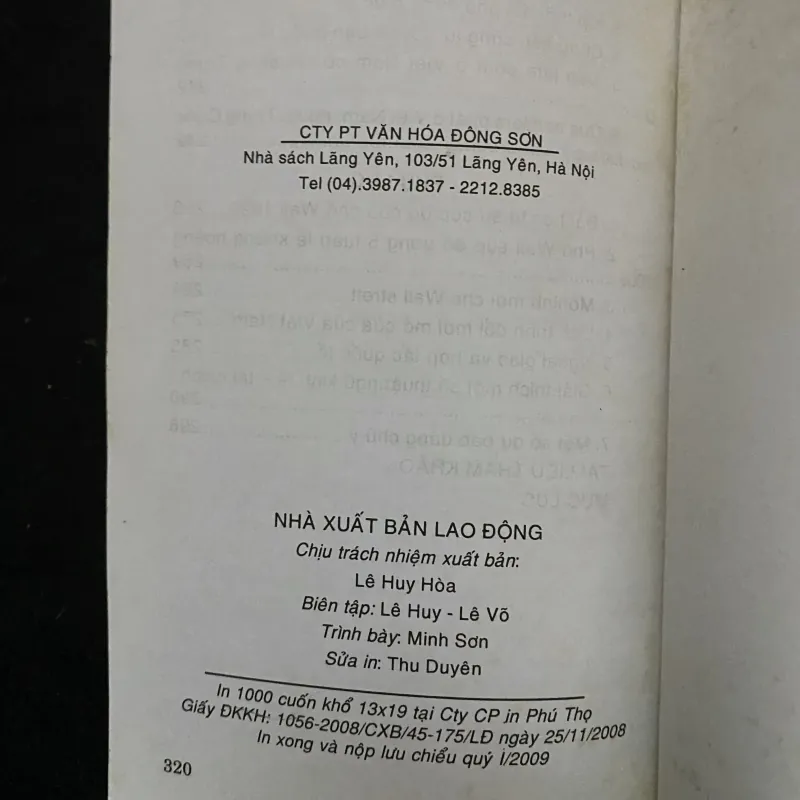 CTY PT VĂN HÓA ĐÔNG SƠN
Nhà sách Lãng Yên, 103/51 Lãng Yên, Hà Nội
Tel (04).3987.1837 - 2212.8385
NHÀ XUẤT BẢN LAO ĐỘNG
Chịu trách nhiệm xuất bản:
Lê Huy Hòa
Biên tập: Lê Huy - Lê Võ
Trình bày: Minh Sơn
Sửa in: Thu Duyên
In 1000 cuốn khổ 13x19 tại Cty CP in Phú Thọ
Giấy ĐKKH: 1056-2008/CXB/45-175/LĐ ngày 25/11/2008
In xong và nộp lưu chiểu quý I/2009
320